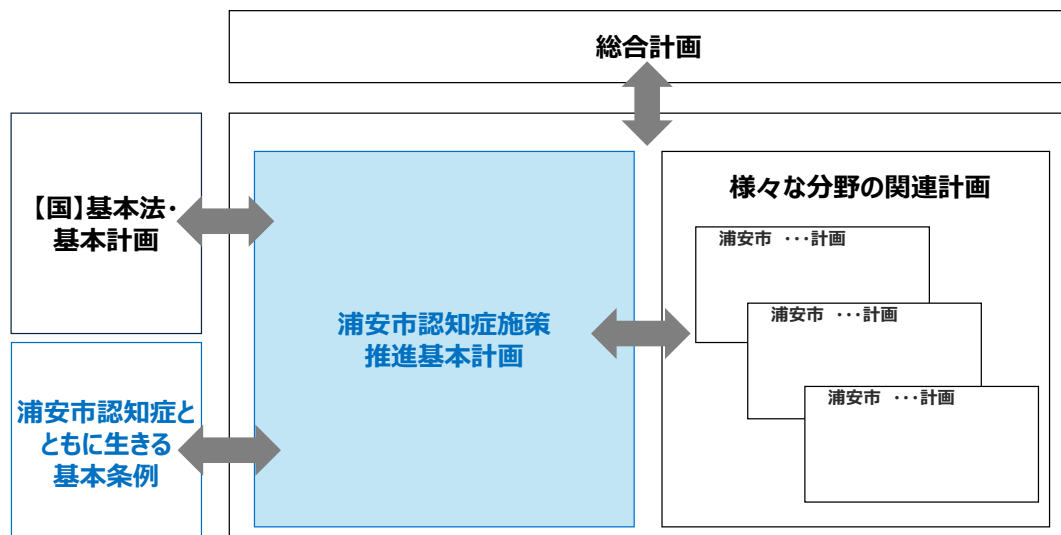 総合計画
【国】基本法・
基本計画
浦安市認知症と
ともに生きる
基本条例
浦安市認知症施策
推進基本計画
様々な分野の関連計画
浦安市 ･･･計画
浦安市 ･･･計画
浦安市 ･･･計画